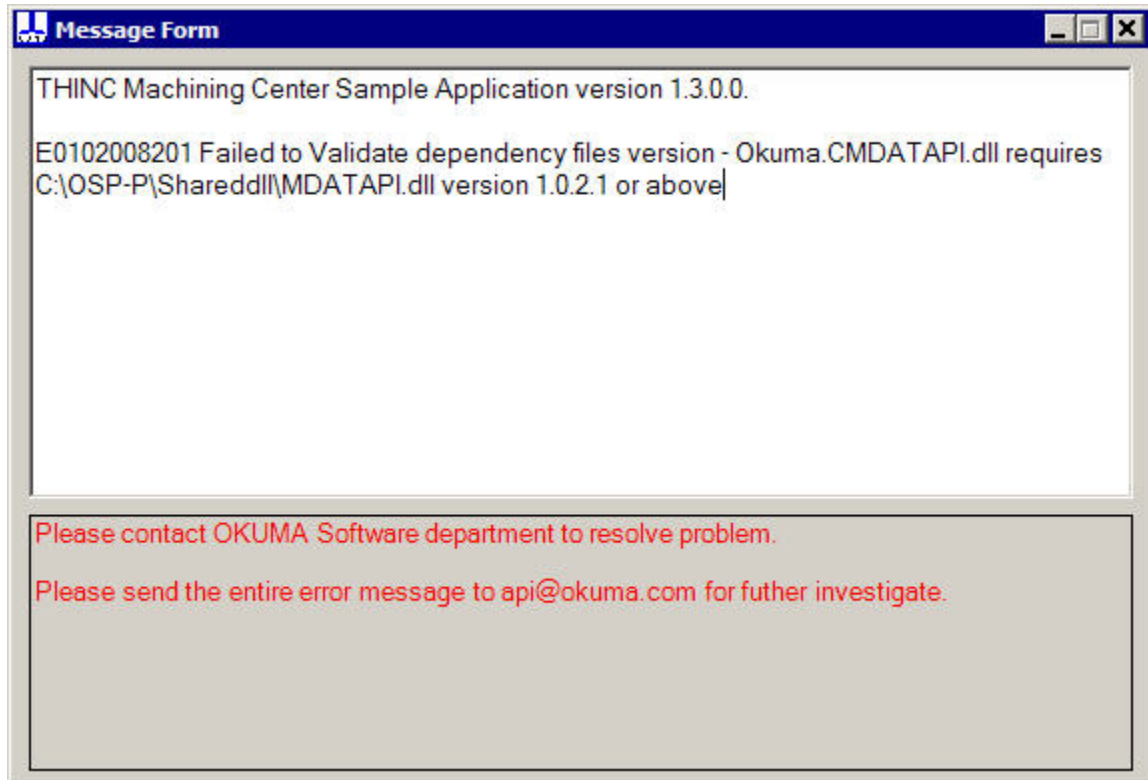 Message Form
THINC Machining Center Sample Application version 1.3.0.0.
E0102008201 Failed to Validate dependency files version - Okuma.CMDATAPI.dll requires
C:\OSP-P\Shareddll\MDATAPI.dll version 1.0.2.1 or above
Please contact OKUMA Software department to resolve problem.
Please send the entire error message to api@okuma.com for futher investigate.